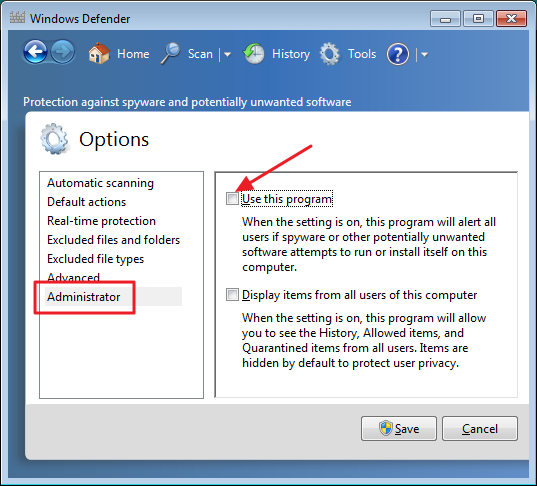 Windows Defender
Home Scan History Tools ?
Protection against spyware and potentially unwanted software
Options
Automatic scanning
Default actions
Real-time protection
Excluded files and folders
Excluded file types
Advanced
Administrator
Use this program
When the setting is on, this program will alert all
users if spyware or other potentially unwanted
software attempts to run or install itself on this
computer.
Display items from all users of this computer
When the setting is on, this program will allow
you to see the History, Allowed items, and
Quarantined items from all users. Items are
hidden by default to protect user privacy.
Save Cancel